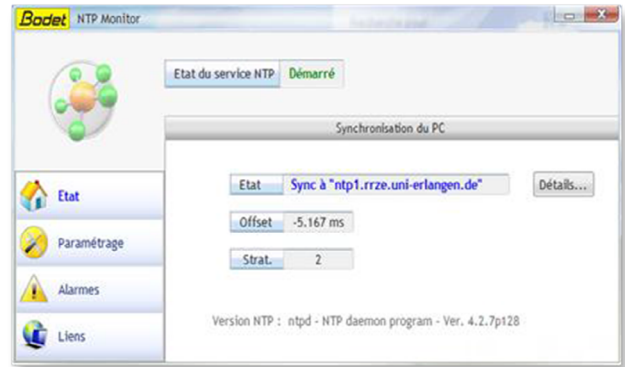 Bodet NTP Monitor
Etat du service NTP Démarré
Synchronisation du PC
Etat Sync à "ntp1.rrze.uni-erlangen.de" Détails...
Offset -5.167 ms
Strat. 2
Etat
Paramétrage
Alarmes
Liens
Version NTP : ntpd - NTP daemon program - Ver. 4.2.7p128